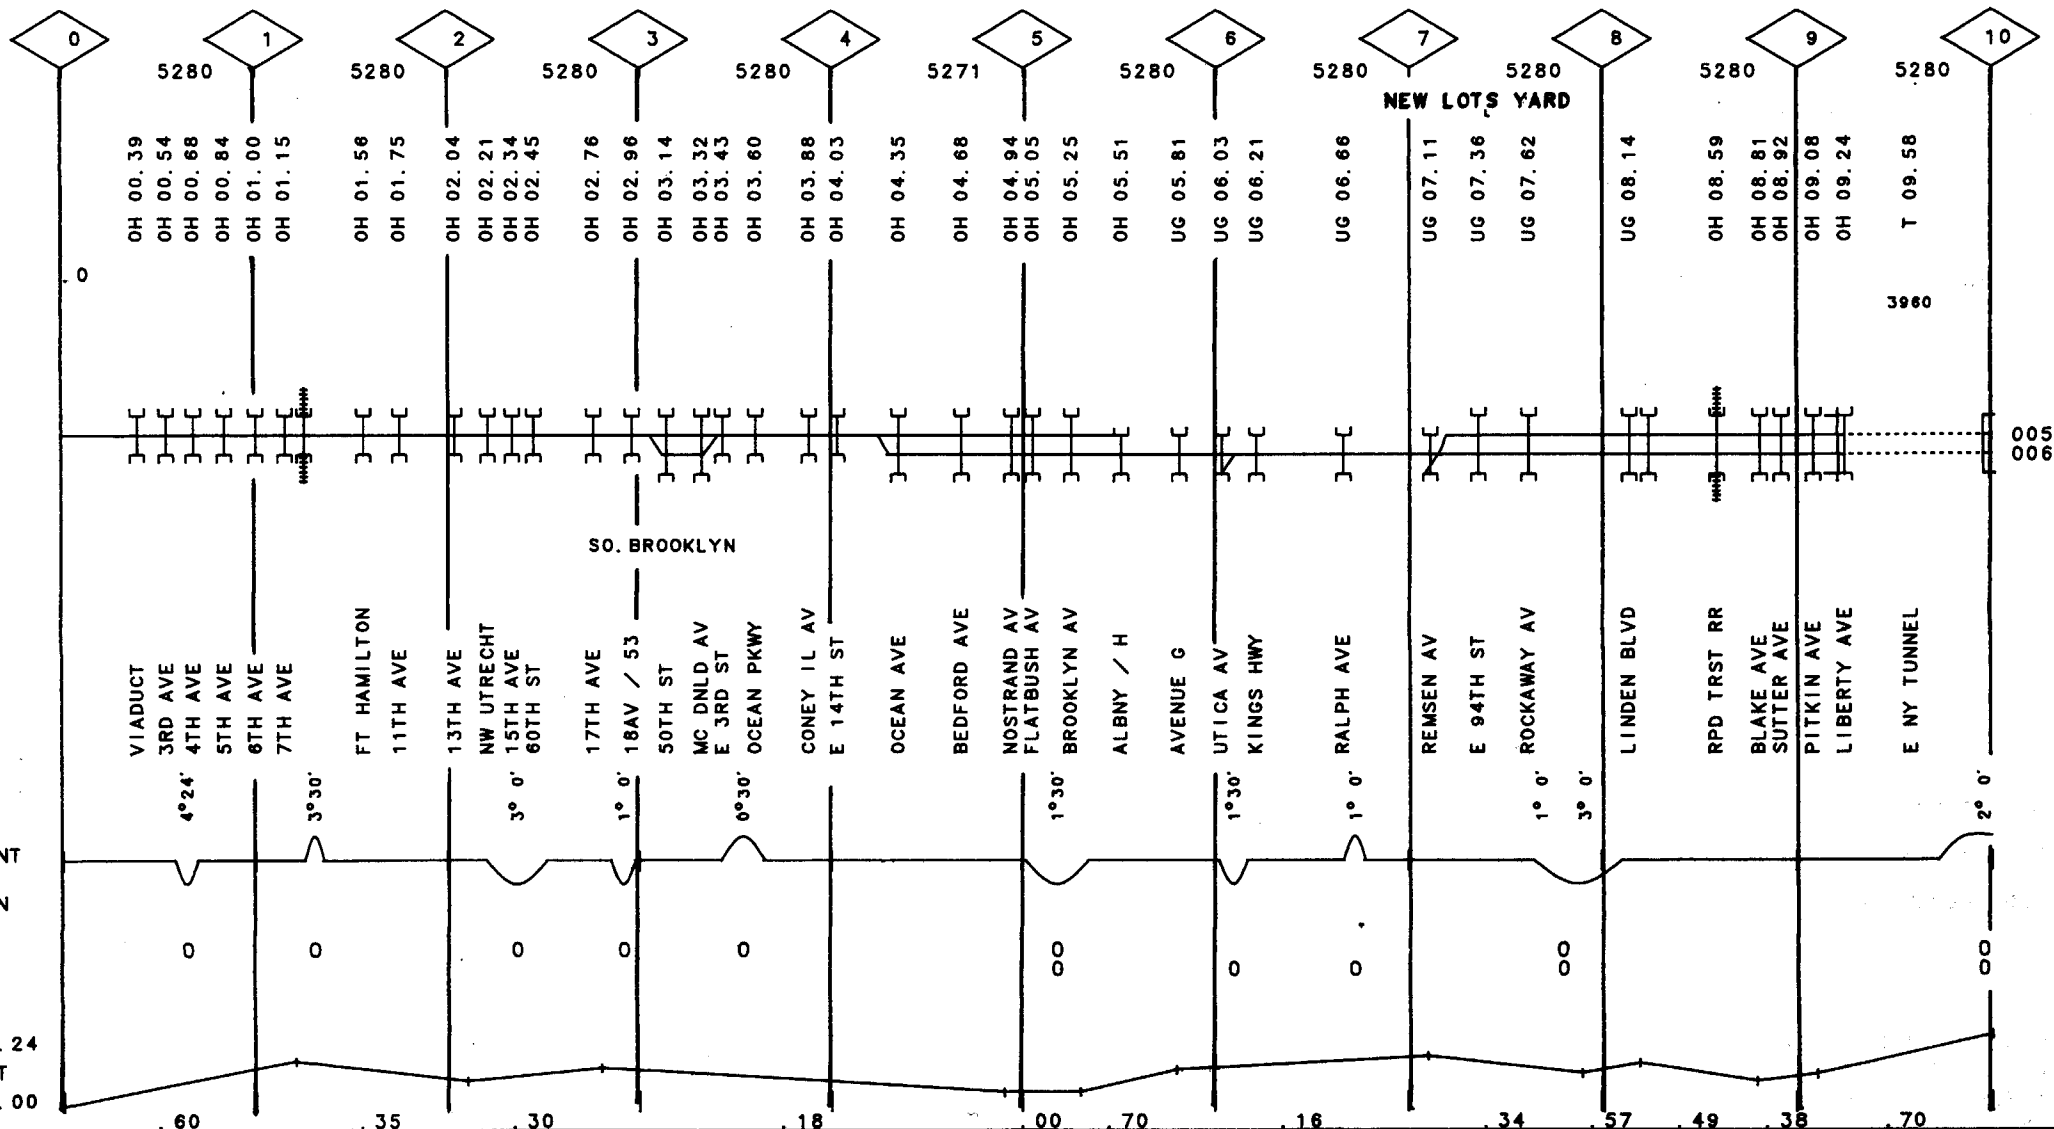 0 1 2 3 4 5 6 7 8 9 10
5280 5280 5280 5280 5271 5280 5280 5280 5280 5280
NEW LOTS YARD
OH 00.39
OH 00.54
OH 00.68
OH 00.84
OH 01.00
OH 01.15
OH 01.56
OH 01.75
OH 02.04
OH 02.21
OH 02.34
OH 02.45
OH 02.76
OH 02.96
OH 03.14
OH 03.32
OH 03.43
OH 03.60
OH 03.88
OH 04.03
OH 04.35
OH 04.68
OH 04.94
OH 05.05
OH 05.25
OH 05.51
UG 05.81
UG 06.03
UG 06.21
UG 06.66
UG 07.11
UG 07.36
UG 07.62
UG 08.14
OH 08.59
OH 08.81
OH 08.92
OH 09.08
OH 09.24
T 09.58
.0
3960
005
006
SO. BROOKLYN
VIADUCT
3RD AVE
4TH AVE
5TH AVE
6TH AVE
7TH AVE
FT HAMILTON
11TH AVE
13TH AVE
NW UTRECHT
15TH AVE
60TH ST
17TH AVE
18AV / 53
50TH ST
MC DNLD AV
E 3RD ST
OCEAN PKWY
CONEY IL AV
E 14TH ST
OCEAN AVE
BEDFORD AVE
NOSTRAND AV
FLATBUSH AV
BROOKLYN AV
ALBNY / H
AVENUE G
UTICA AV
KINGS HWY
RALPH AVE
REMSEN AV
E 94TH ST
ROCKAWAY AV
LINDEN BLVD
RPD TRST RR
BLAKE AVE
SUTTER AVE
PITKIN AVE
LIBERTY AVE
E NY TUNNEL
4°24' 3°30' 3° 0' 1° 0' 0°30' 1°30' 1°30' 1° 0' 1° 0' 3° 0' 2° 0'
NT
N
0 0 0 0 0 0 0 0
0 0 0 0 0
.24
T
.00
.60 .35 .30 .18 .00 .70 .16 .34 .57 .49 .38 .70